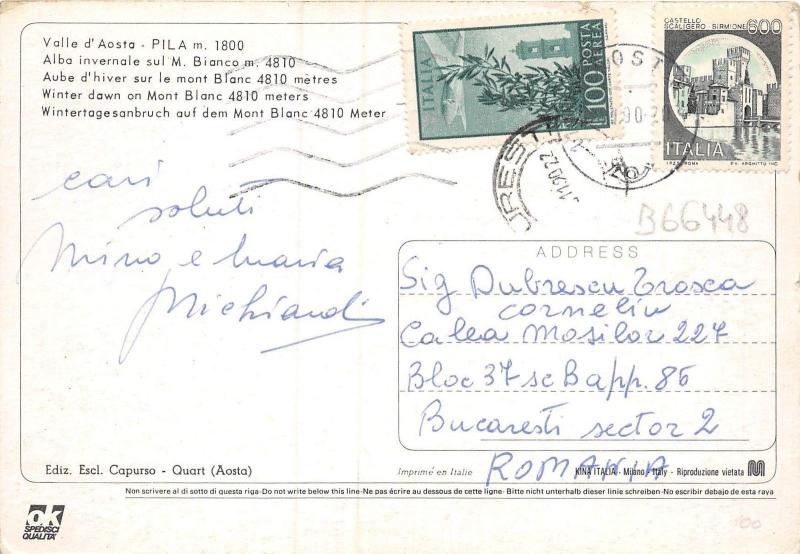 Valle d'Aosta - PILA m. 1800
Alba invernale sul M. Bianco m. 4810
Aube d'hiver sur le mont Blanc 4810 mètres
Winter dawn on Mont Blanc 4810 meters
Wintertagesanbruch auf dem Mont Blanc 4810 Meter
ITALIA
POSTA AEREA
L. 100
CASTELLO
SCALIGERO - SIRMIONE
600
ITALIA
I.P.Z.S. ROMA
B66448
cari
saluti
Mino e Maria
ADDRESS
Sig Dubrescu Trosca
Corneliu
Calea Mosilor 227
Bloc 37 sc B app. 86
Bucaresti sector 2
ROMANIA
Ediz. Escl. Capurso - Quart (Aosta)
Imprimé en Italie
KINA ITALIA - Milano / Italy - Riproduzione vietata
Non scrivere al di sotto di questa riga - Do not write below this line - Ne pas écrire au dessous de cette ligne - Bitte nicht unterhalb dieser linie schreiben - No escribir debajo de esta raya
OK
SPEDISCI
QUALITÀ